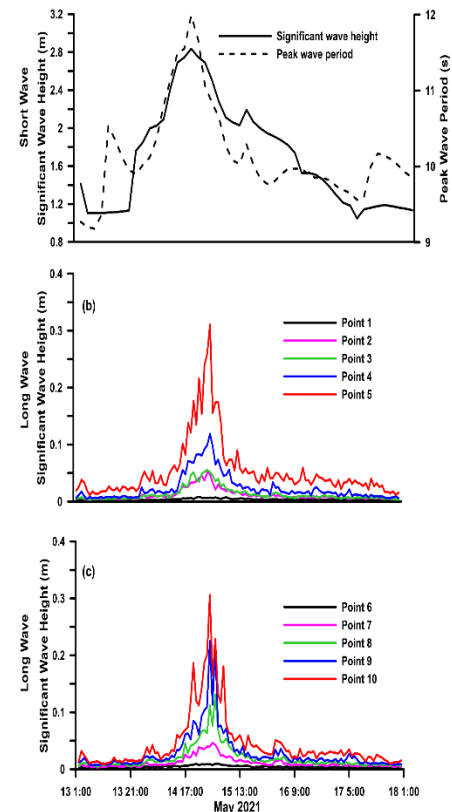 3.2
2.8
2.4
2
1.6
1.2
0.8
Short Wave
Significant Wave Height (m)
Significant wave height
Peak wave period
12
11
10
9
Peak Wave Period (s)
0.4
0.3
0.2
0.1
0
Long Wave
Significant Wave Height (m)
(b)
Point 1
Point 2
Point 3
Point 4
Point 5
0.4
0.3
0.2
0.1
0
Long Wave
Significant Wave Height (m)
(c)
Point 6
Point 7
Point 8
Point 9
Point 10
13 1:00
13 21:00
14 17:00
15 13:00
16 9:00
17 5:00
18 1:00
May 2021